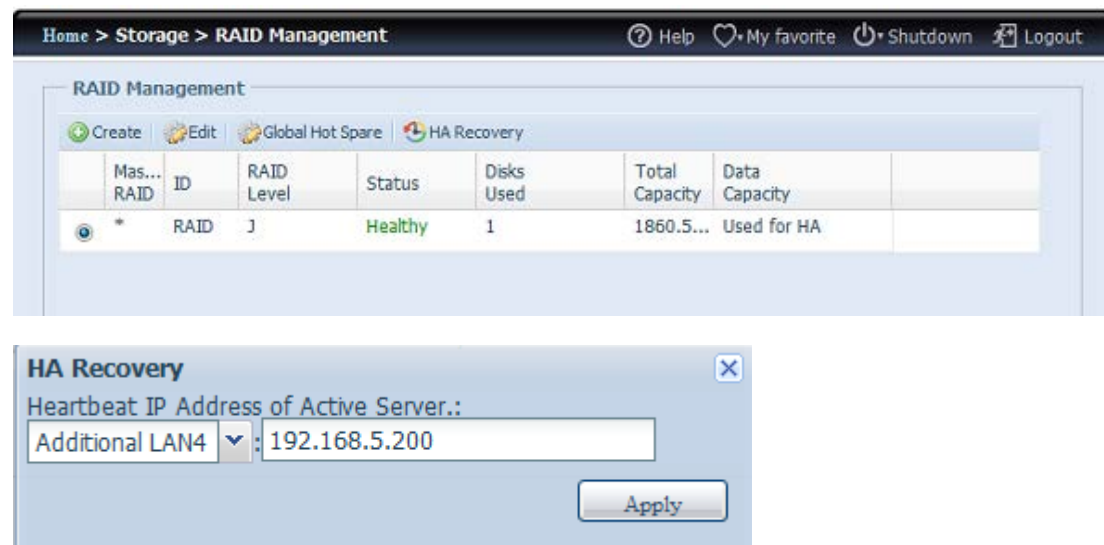 Home > Storage > RAID Management Help My favorite Shutdown Logout
RAID Management
Create Edit Global Hot Spare HA Recovery
Mas... RAID ID RAID Level Status Disks Used Total Capacity Data Capacity
* RAID J Healthy 1 1860.5... Used for HA
HA Recovery
Heartbeat IP Address of Active Server.:
Additional LAN4 : 192.168.5.200
Apply